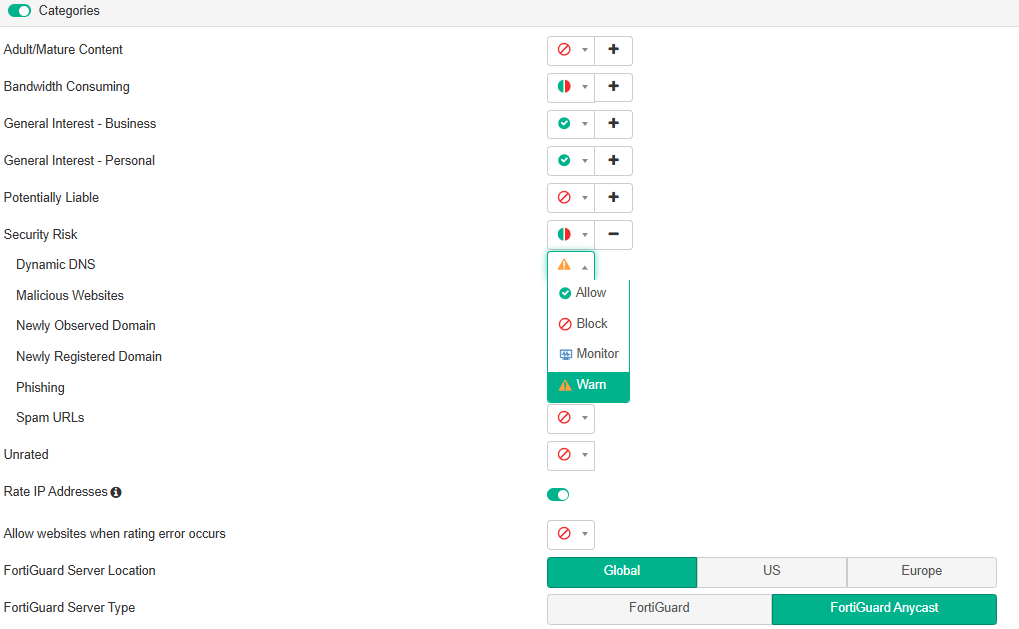 Categories
Adult/Mature Content
Bandwidth Consuming
General Interest - Business
General Interest - Personal
Potentially Liable
Security Risk
Dynamic DNS
Allow
Malicious Websites
Newly Observed Domain
Block
Newly Registered Domain
Monitor
Phishing
Warn
Spam URLs
Unrated
Rate IP Addresses
Allow websites when rating error occurs
FortiGuard Server Location
Global
US
Europe
FortiGuard Server Type
FortiGuard
FortiGuard Anycast